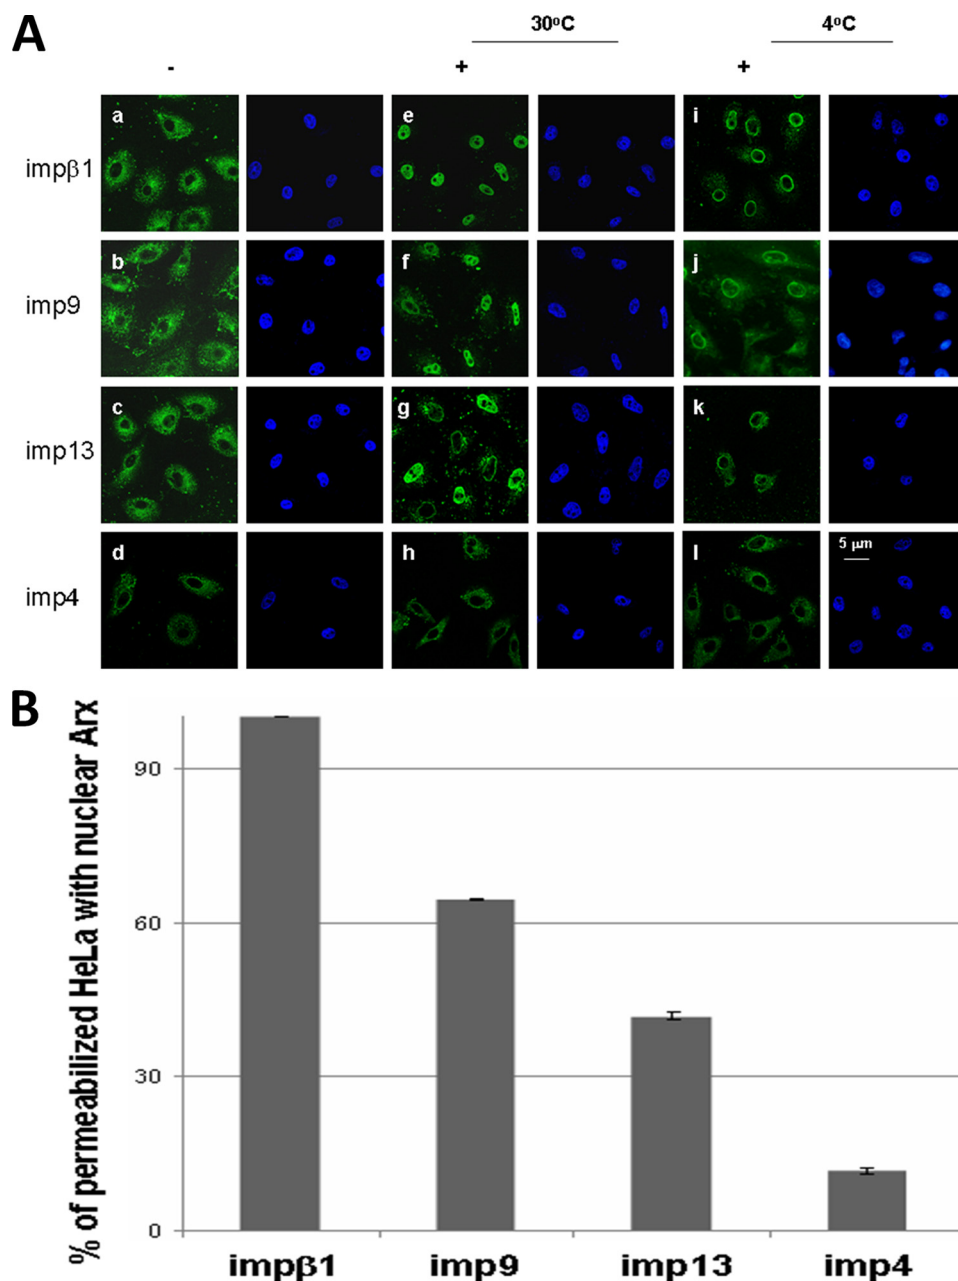 A
30°C
4°C
-
+
+
a
e
i
impβ1
b
f
j
imp9
c
g
k
imp13
d
h
l
5 µm
imp4
B
% of permeabilized HeLa with nuclear Arx
90
60
30
0
impβ1
imp9
imp13
imp4